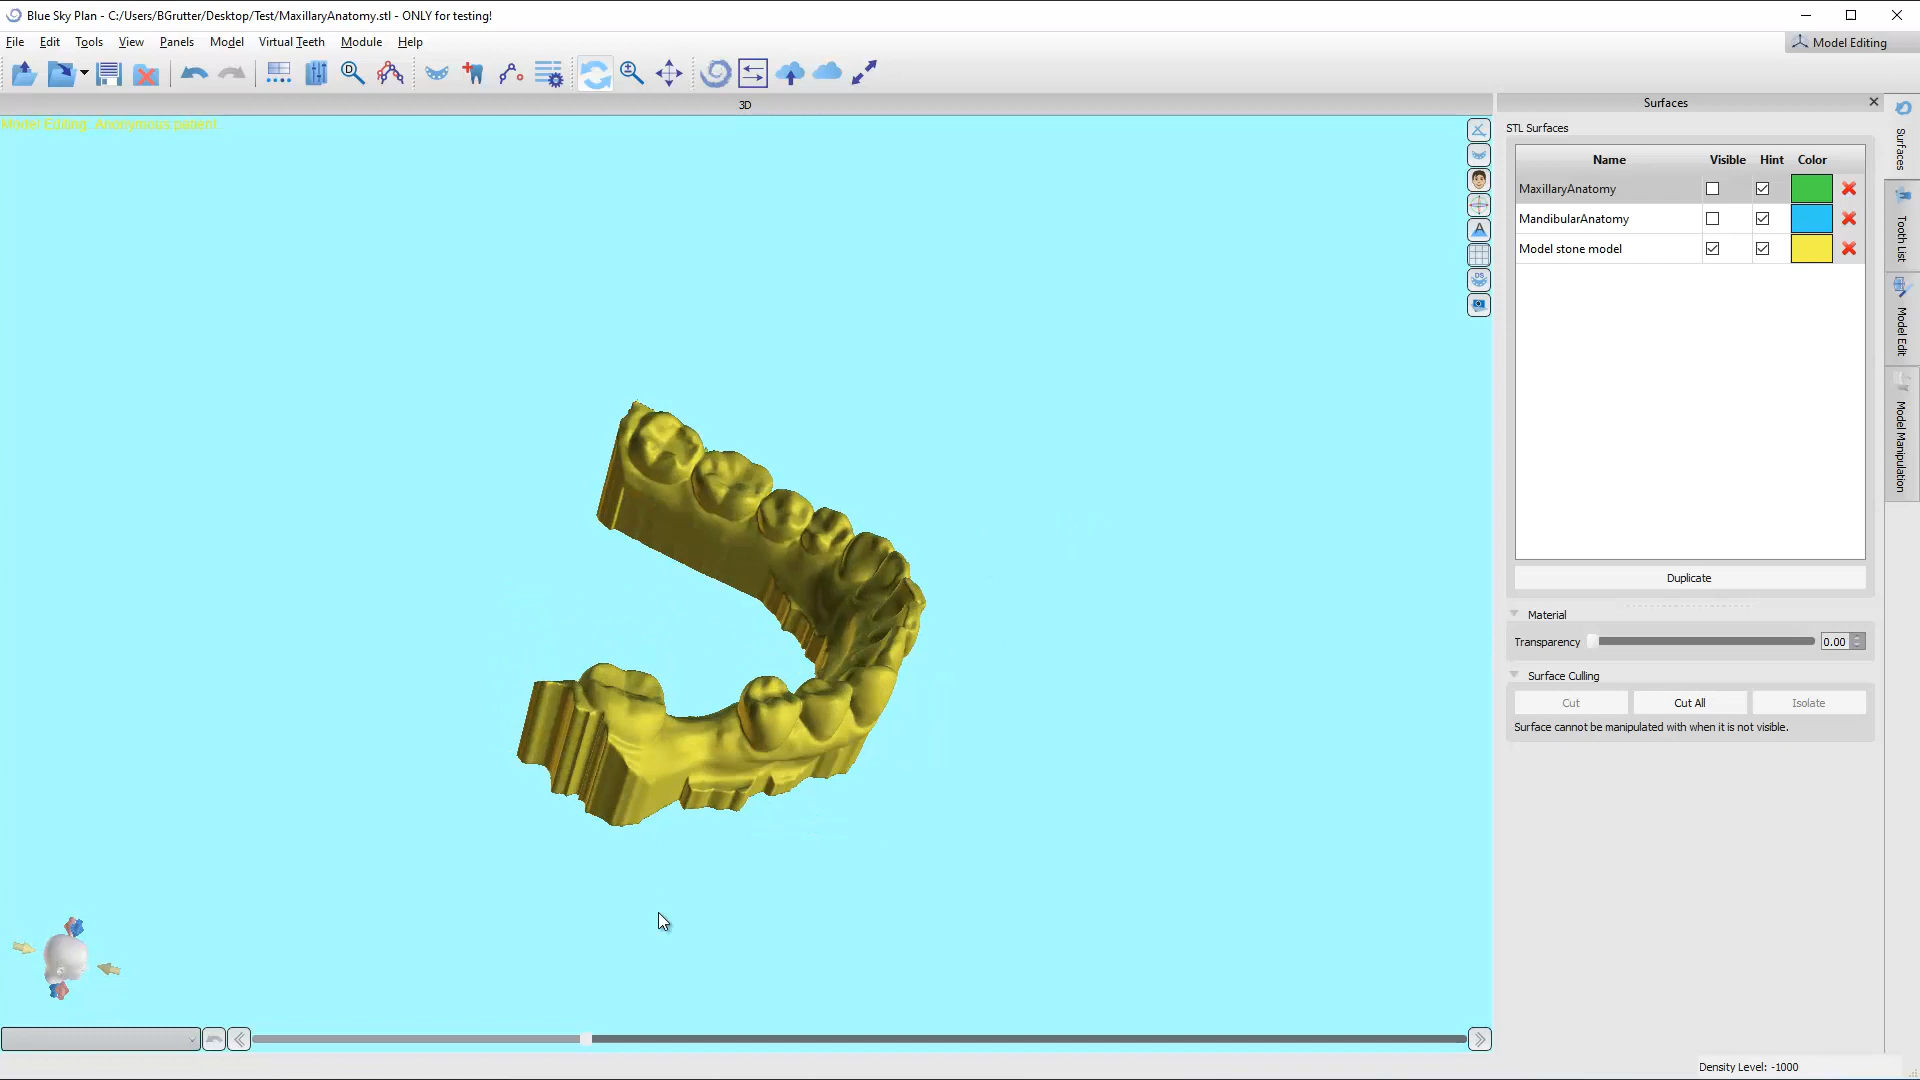 Blue Sky Plan - C:/Users/BGrutter/Desktop/Test/MaxillaryAnatomy.stl - ONLY for testing!
File Edit Tools View Panels Model Virtual Teeth Module Help
Model Editing
3D
Surfaces
Model Editing: Anonymous patient
STL Surfaces
Name Visible Hint Color
MaxillaryAnatomy
MandibularAnatomy
Model stone model
Duplicate
Material
Transparency 0.00
Surface Culling
Cut Cut All Isolate
Surface cannot be manipulated with when it is not visible.
Surfaces
Tooth List
Model Edit
Model Manipulation
A
DS
Density Level: -1000